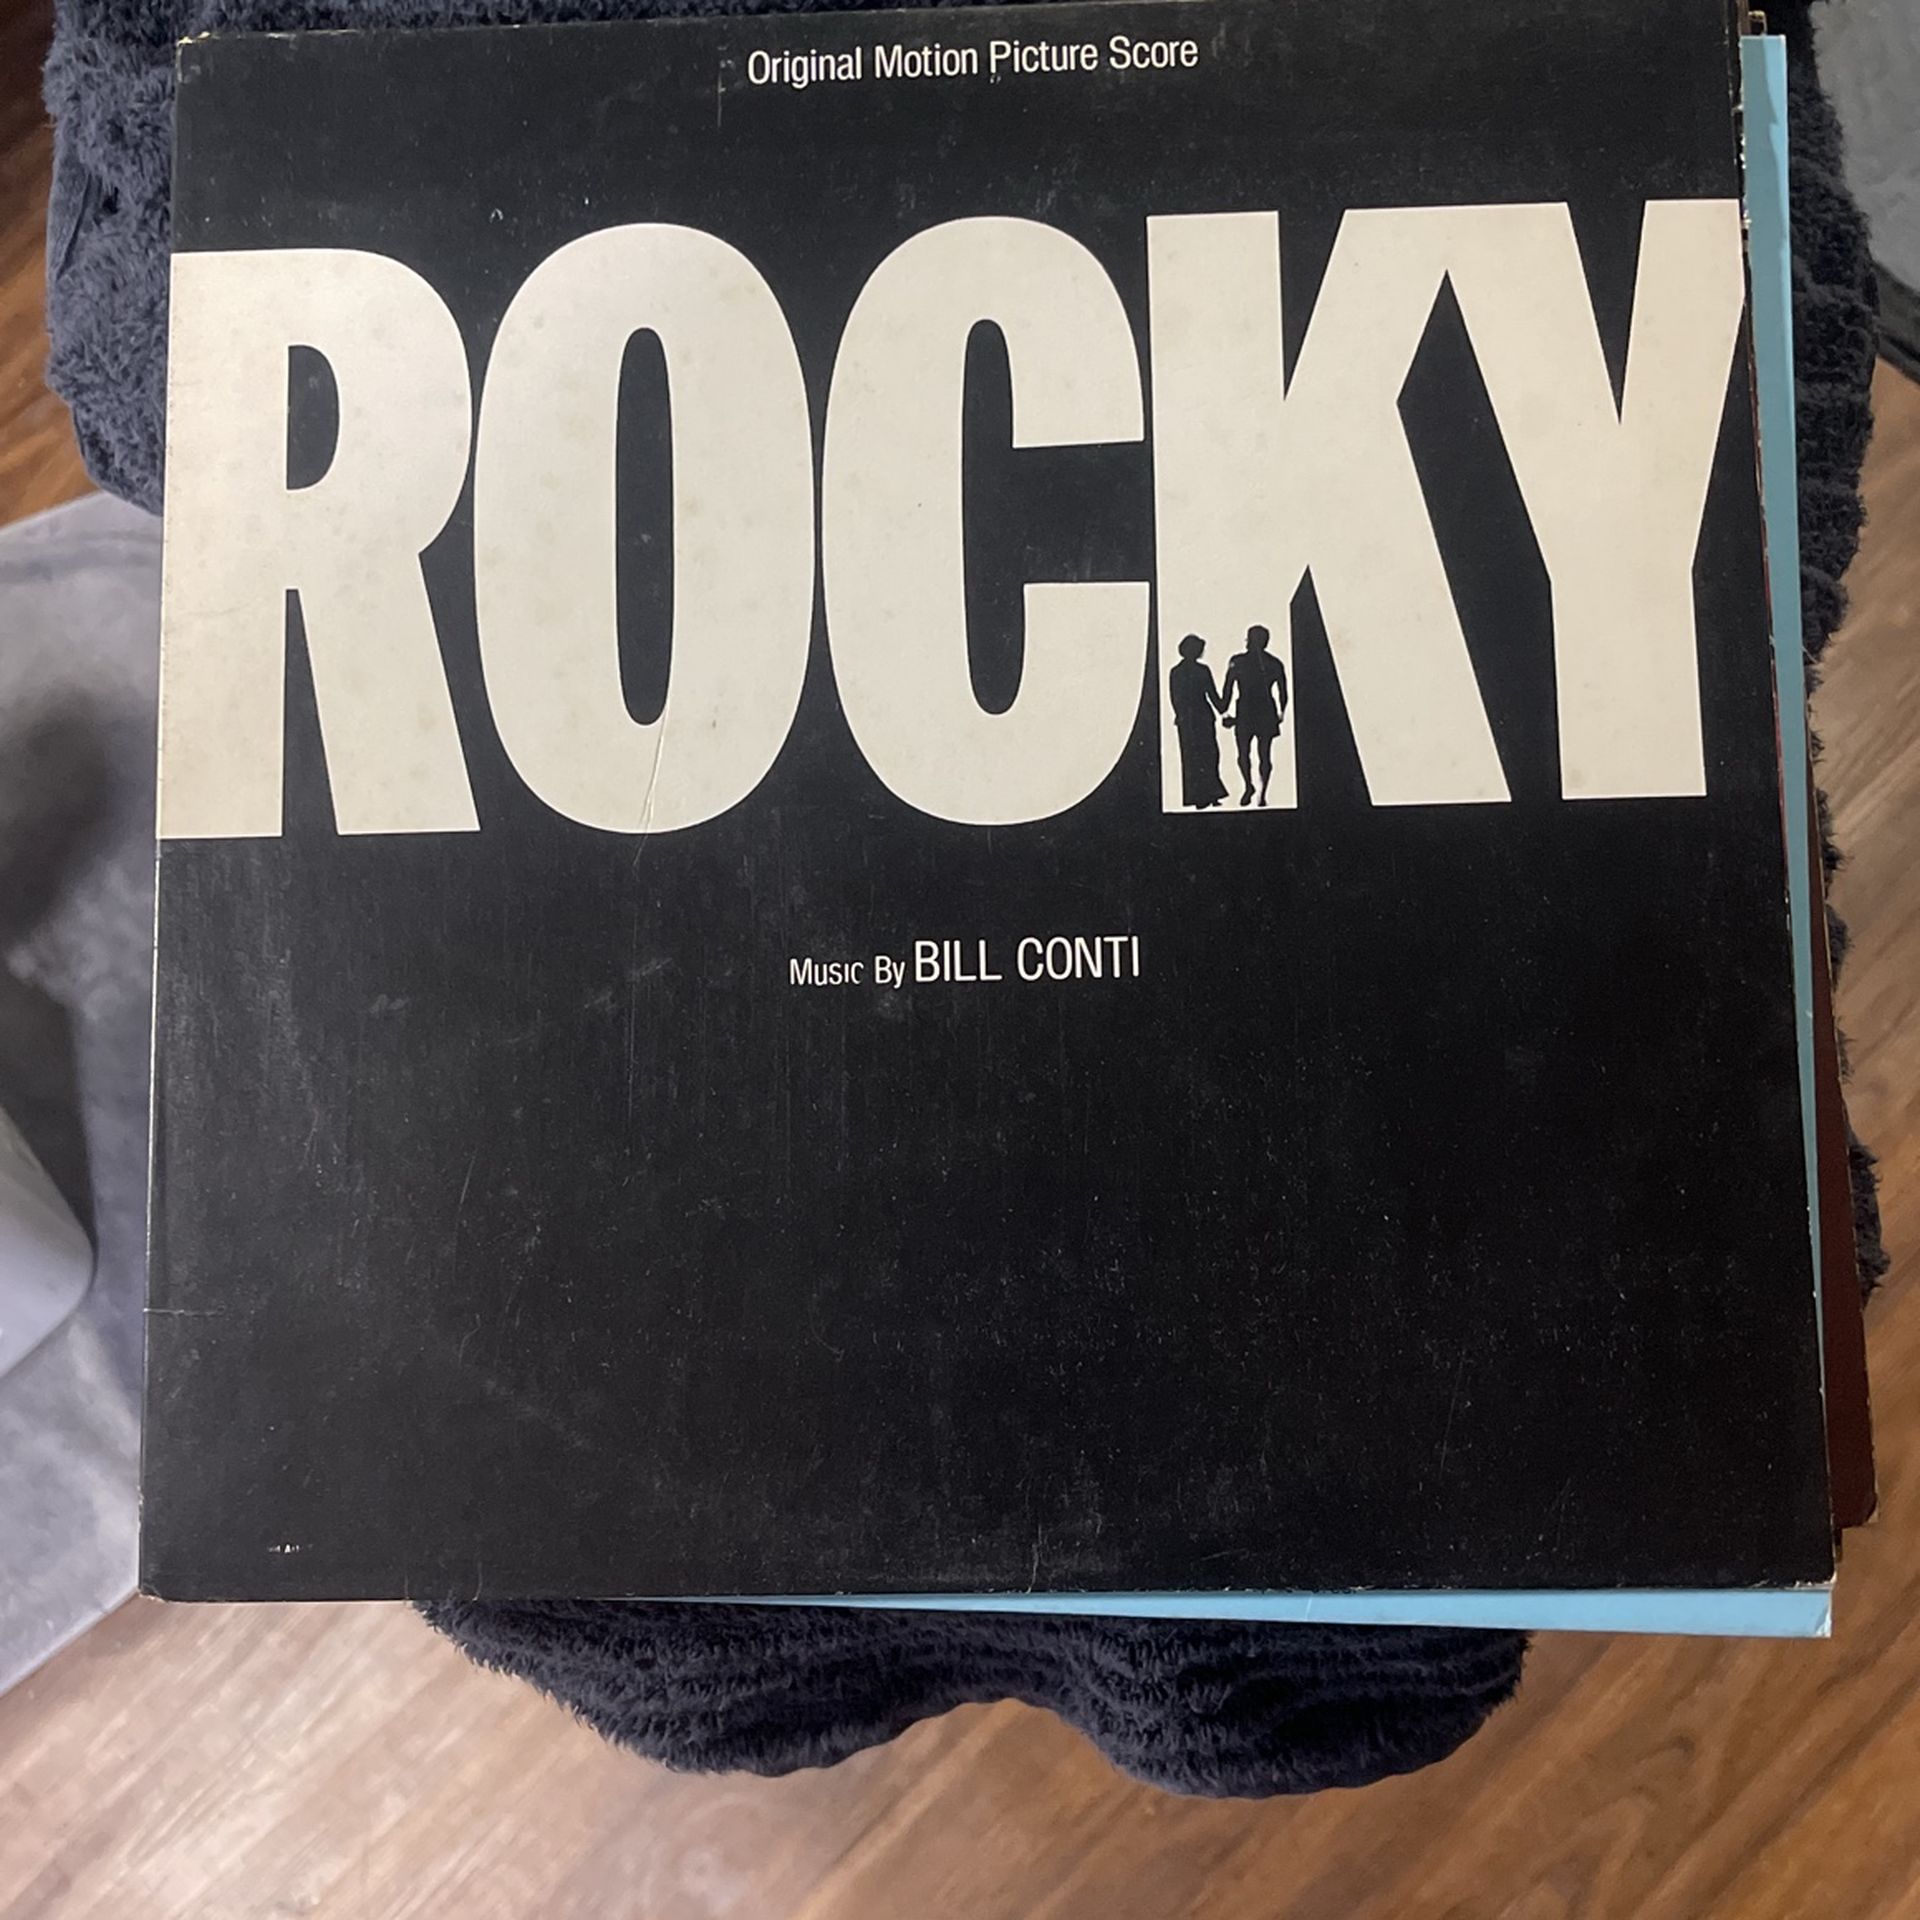 Original Motion Picture Score
ROCKY
Music By BILL CONTI